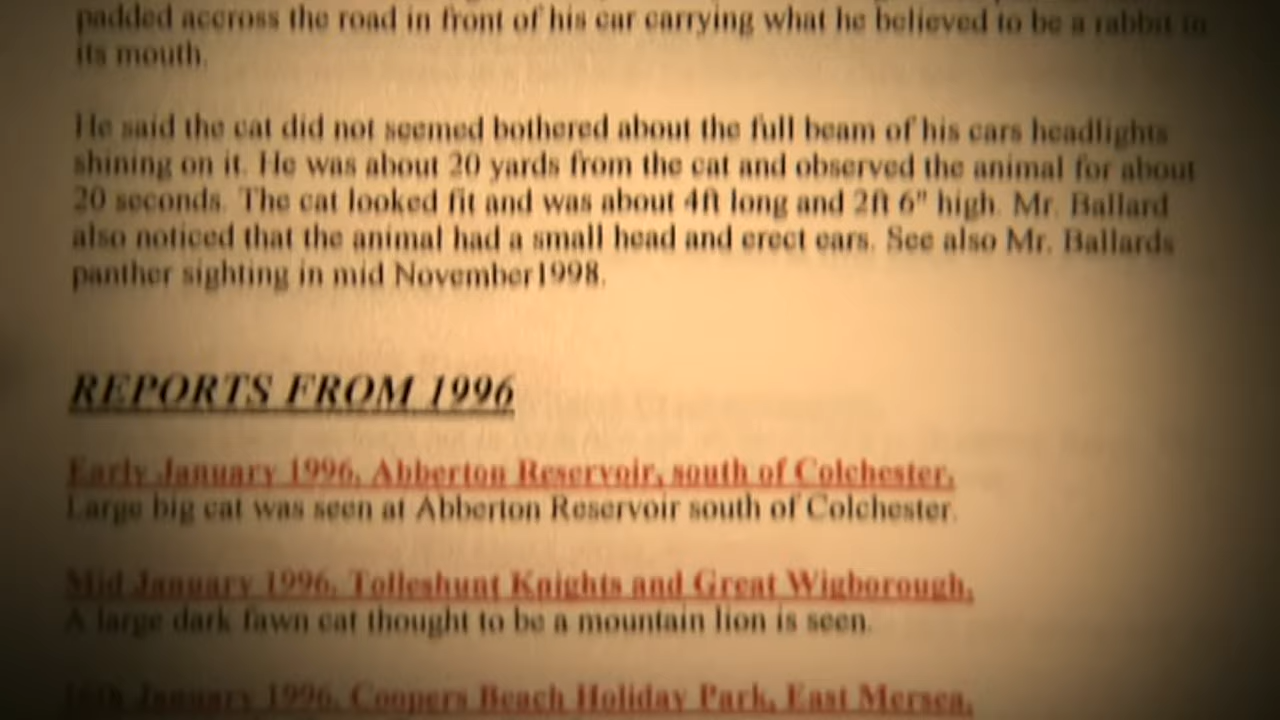 padded accross the road in front of his car carrying what he believed to be a rabbit in
its mouth.
He said the cat did not seemed bothered about the full beam of his cars headlights
shining on it. He was about 20 yards from the cat and observed the animal for about
20 seconds. The cat looked fit and was about 4ft long and 2ft 6" high. Mr. Ballard
also noticed that the animal had a small head and erect ears. See also Mr. Ballards
panther sighting in mid November1998.
REPORTS FROM 1996
Early January 1996, Abberton Reservoir, south of Colchester.
Large big cat was seen at Abberton Reservoir south of Colchester.
Mid January 1996, Tolleshunt Knights and Great Wigborough.
A large dark fawn cat thought to be a mountain lion is seen.
January 1996, Coopers Beach Holiday Park, East Mersea.